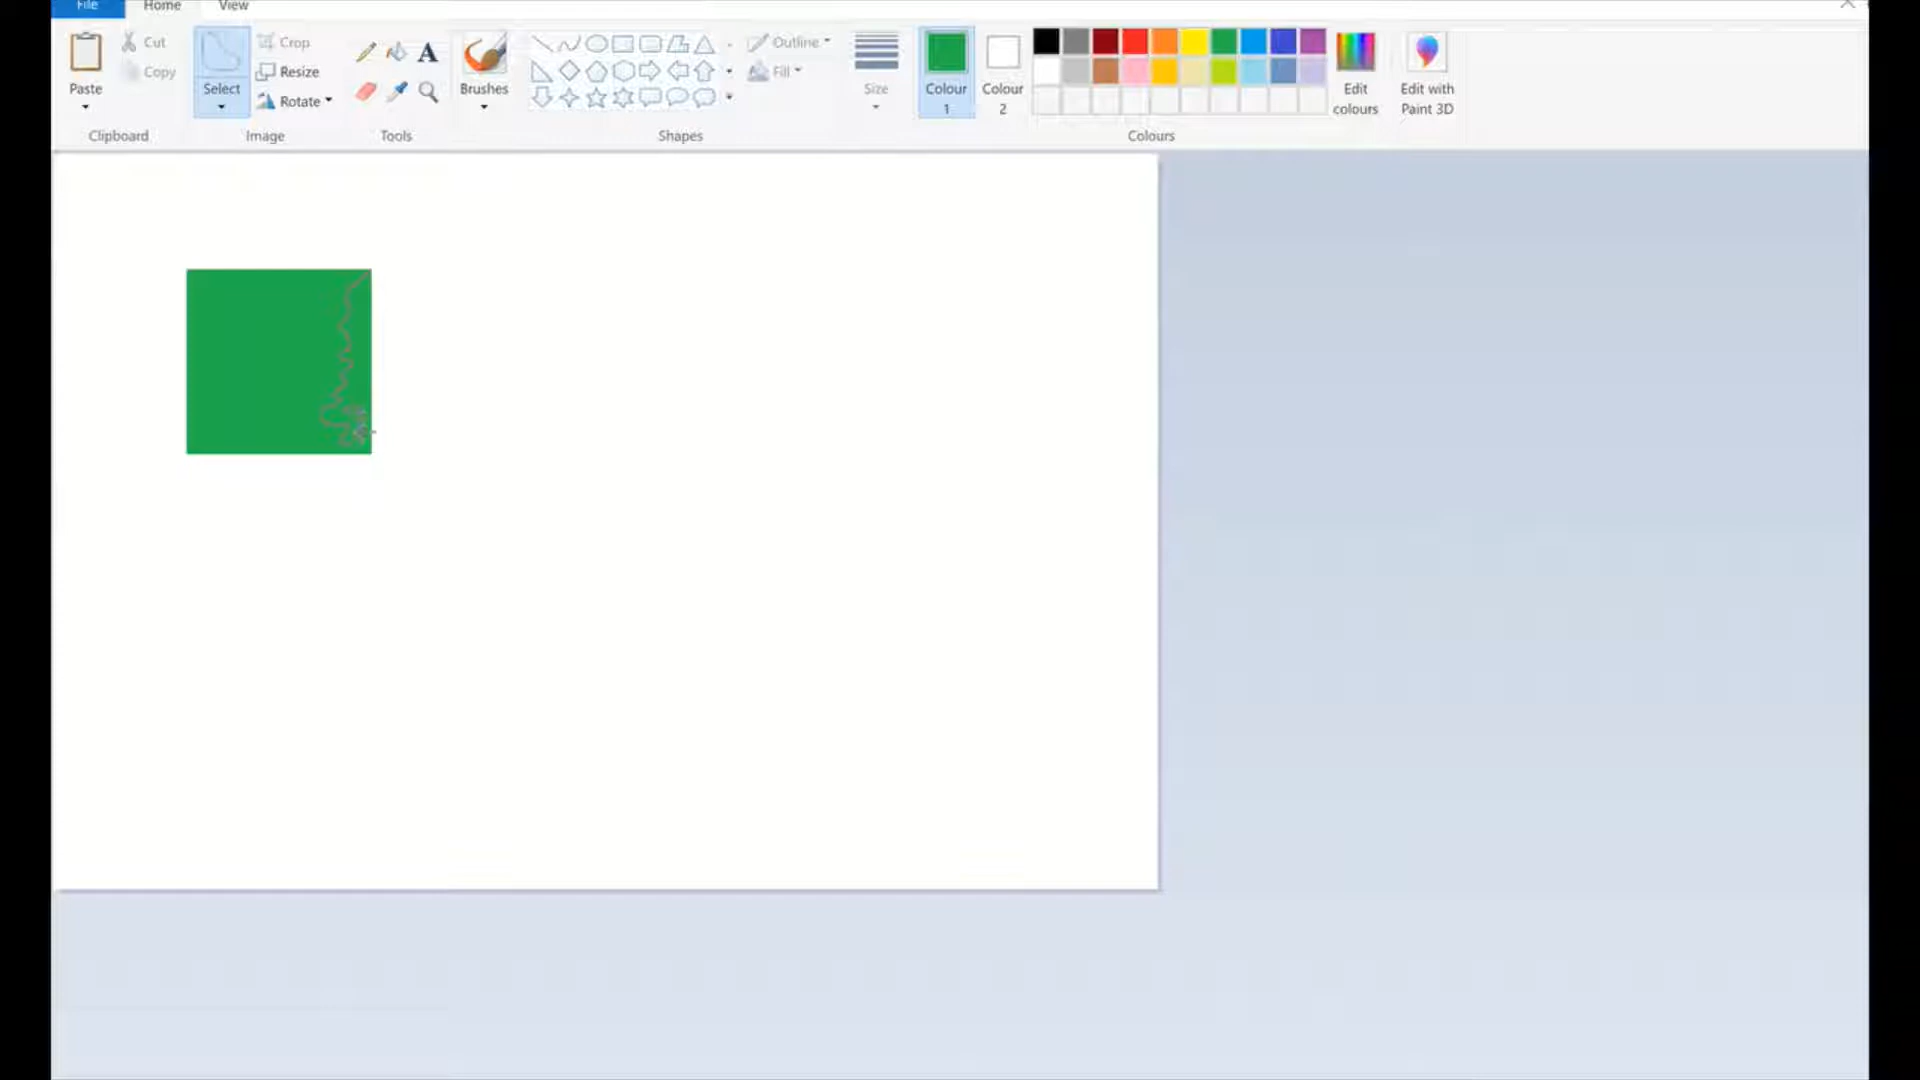 File Home View
Cut Crop Outline
Copy Resize Fill
Paste Select Rotate Brushes Size Colour Colour Edit Edit with
1 2 colours Paint 3D
Clipboard Image Tools Shapes Colours